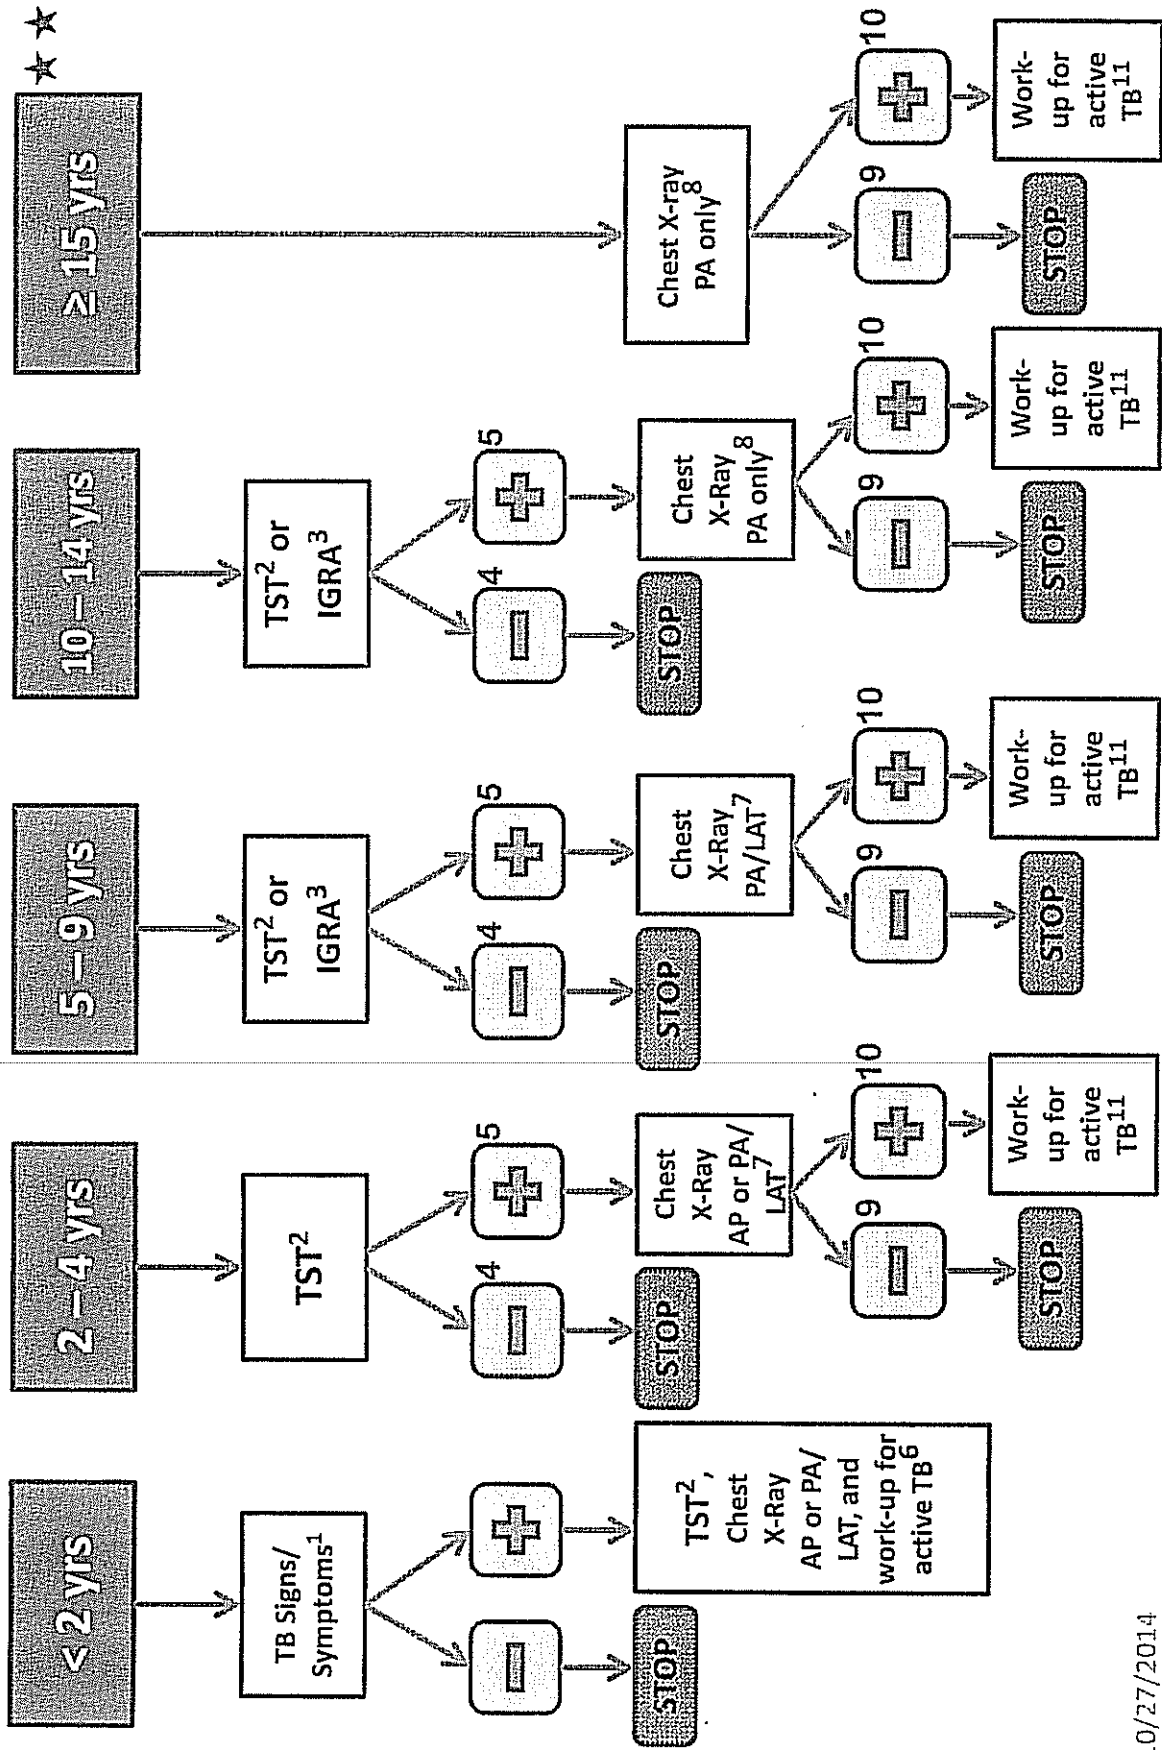 < 2 yrs
TB Signs/
Symptoms1
STOP
TST2,
Chest
X-Ray
AP or PA/
LAT, and
work-up for
active TB6
2 – 4 yrs
TST2
4
5
STOP
Chest
X-Ray
AP or PA/
LAT7
9
10
STOP
Work-
up for
active
TB11
5 – 9 yrs
TST2 or
IGRA3
4
5
STOP
Chest
X-Ray
PA/LAT7
9
10
STOP
Work-
up for
active
TB11
10 – 14 yrs
TST2 or
IGRA3
4
5
STOP
Chest
X-Ray
PA only8
9
10
STOP
Work-
up for
active
TB11
≥ 15 yrs
Chest X-ray
PA only8
9
10
STOP
Work-
up for
active
TB11
.0/27/2014